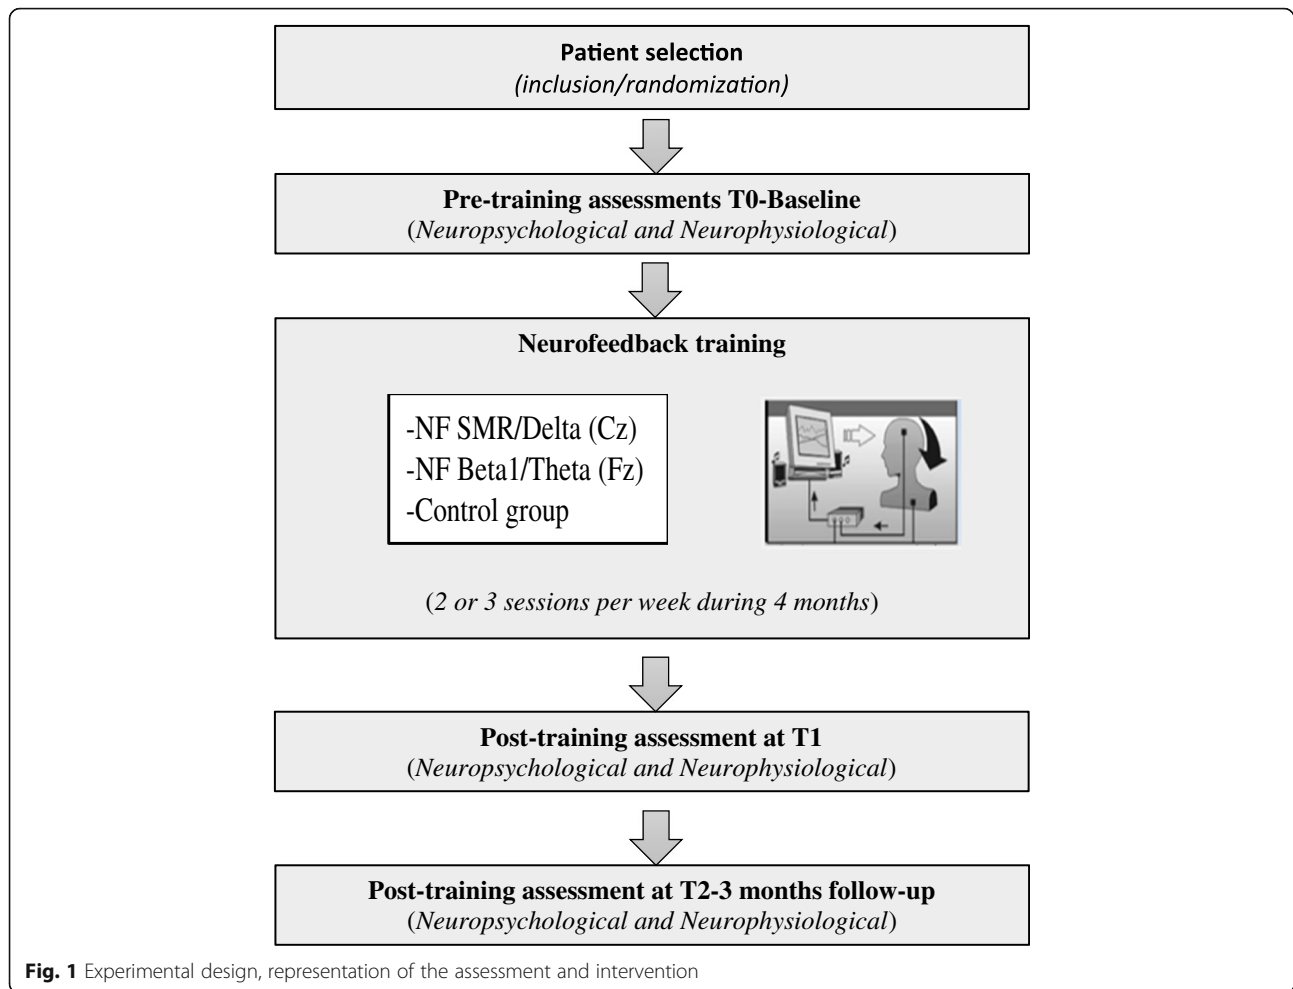 Patient selection
(inclusion/randomization)
Pre-training assessments T0-Baseline
(Neuropsychological and Neurophysiological)
Neurofeedback training
-NF SMR/Delta (Cz)
-NF Beta1/Theta (Fz)
-Control group
(2 or 3 sessions per week during 4 months)
Post-training assessment at T1
(Neuropsychological and Neurophysiological)
Post-training assessment at T2-3 months follow-up
(Neuropsychological and Neurophysiological)
Fig. 1 Experimental design, representation of the assessment and intervention